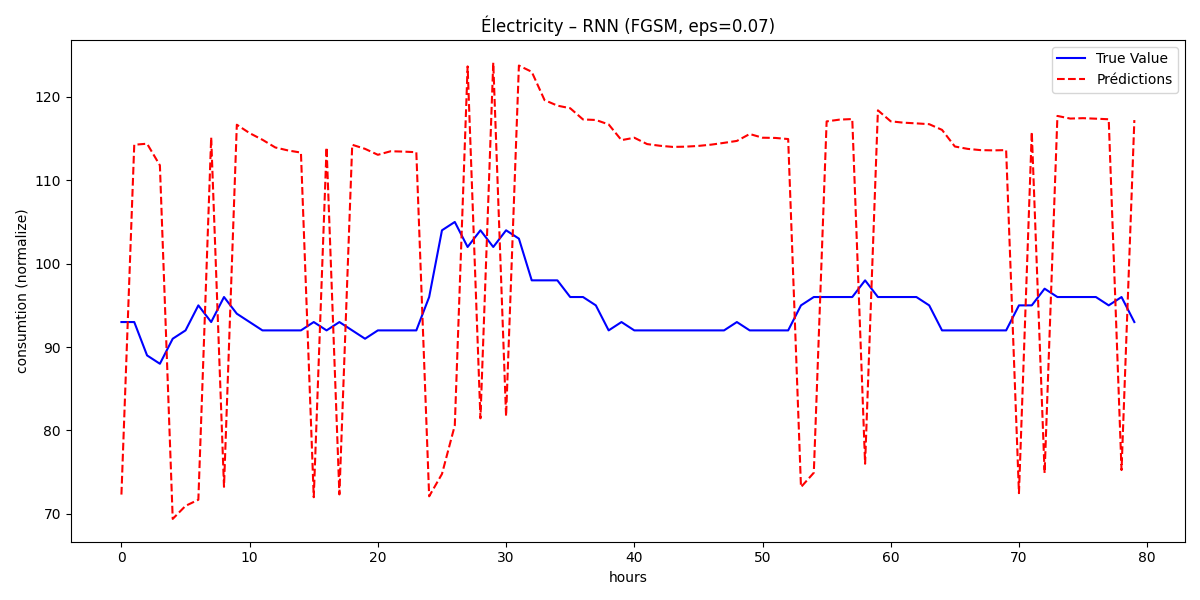 Électricity – RNN (FGSM, eps=0.07)
True Value
Prédictions
consumtion (normalize)
120
110
100
90
80
70
0 10 20 30 40 50 60 70 80
hours